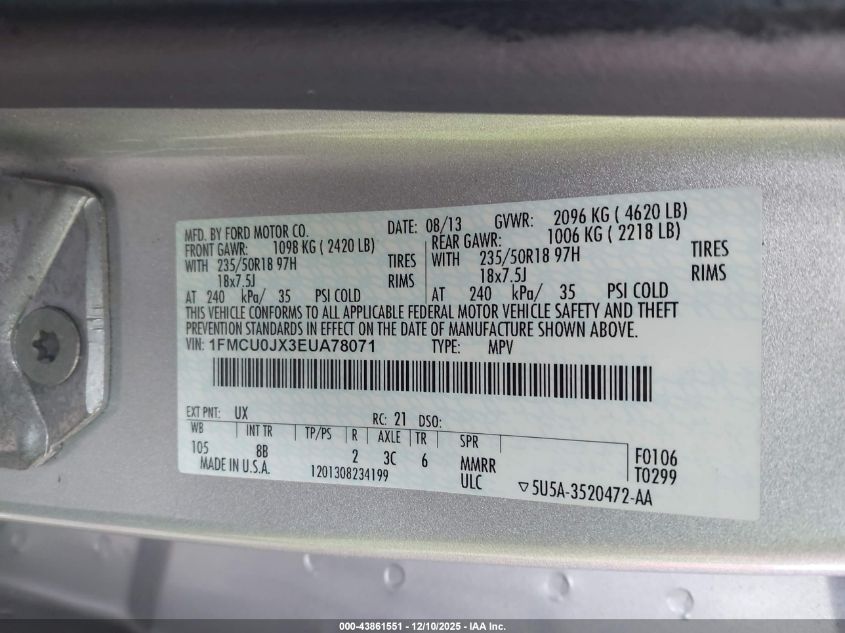 MFD. BY FORD MOTOR CO. DATE: 08/13 GVWR: 2096 KG ( 4620 LB)
FRONT GAWR: 1098 KG ( 2420 LB) REAR GAWR: 1006 KG ( 2218 LB)
WITH 235/50R18 97H TIRES WITH 235/50R18 97H TIRES
18x7.5J RIMS 18x7.5J RIMS
AT 240 kPa/ 35 PSI COLD AT 240 kPa/ 35 PSI COLD
THIS VEHICLE CONFORMS TO ALL APPLICABLE FEDERAL MOTOR VEHICLE SAFETY AND THEFT
PREVENTION STANDARDS IN EFFECT ON THE DATE OF MANUFACTURE SHOWN ABOVE.
VIN: 1FMCU0JX3EUA78071 TYPE: MPV
EXT PNT: UX RC: 21 DSO:
WB INT TR TP/PS R AXLE TR SPR
105 8B 2 3C 6 MMRR F0106
MADE IN U.S.A. 1201308234199 ULC ▽5U5A-3520472-AA T0299
000-43861551 — 12/10/2025 — IAA Inc.